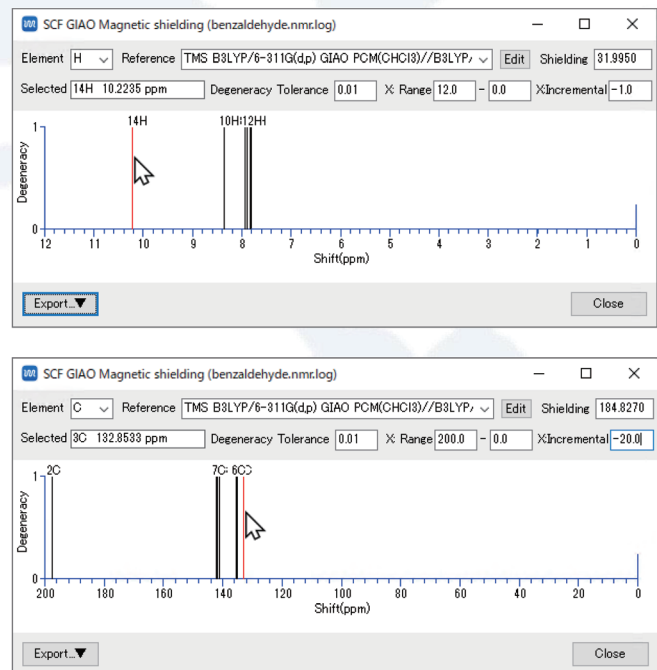 SCF GIAO Magnetic shielding (benzaldehyde.nmr.log)
Element H Reference TMS B3LYP/6-311G(d,p) GIAO PCM(CHCl3)//B3LYP/ Edit Shielding 31.9950
Selected 14H 10.2235 ppm Degeneracy Tolerance 0.01 X: Range 12.0 - 0.0 X:Incremental -1.0
14H 10H 12H
1
Degeneracy
0
12 11 10 9 8 7 6 5 4 3 2 1 0
Shift(ppm)
Export...▼ Close
SCF GIAO Magnetic shielding (benzaldehyde.nmr.log)
Element C Reference TMS B3LYP/6-311G(d,p) GIAO PCM(CHCl3)//B3LYP/ Edit Shielding 184.8270
Selected 3C 132.8533 ppm Degeneracy Tolerance 0.01 X: Range 200.0 - 0.0 X:Incremental -20.0
2C 7C 6C
1
Degeneracy
0
200 180 160 140 120 100 80 60 40 20 0
Shift(ppm)
Export...▼ Close